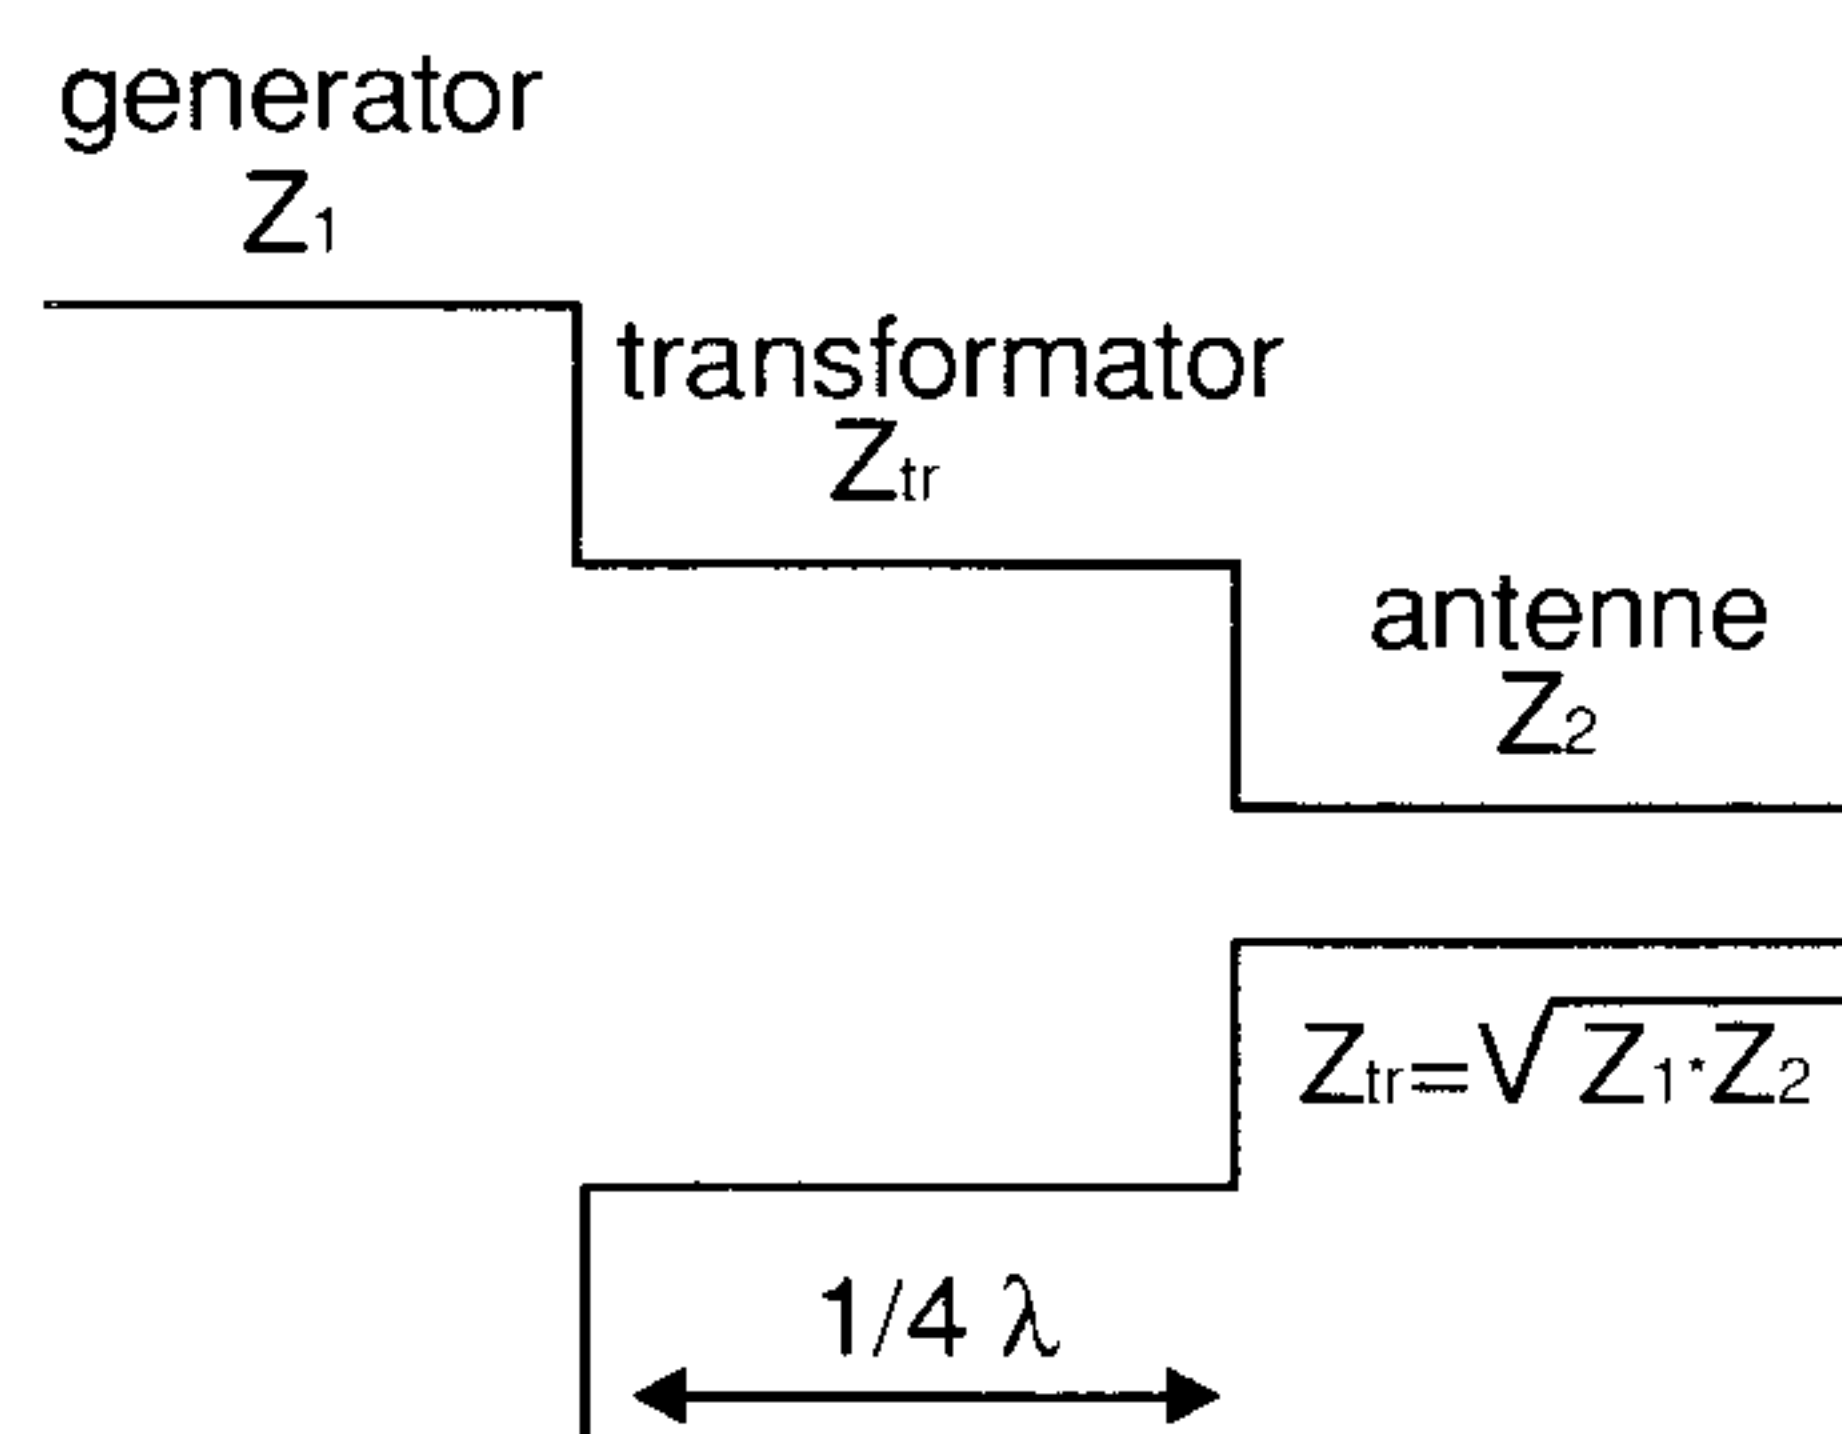 generator
Z₁
transformator
Ztr
antenne
Z₂
Ztr=√Z₁*Z₂
1/4 λ